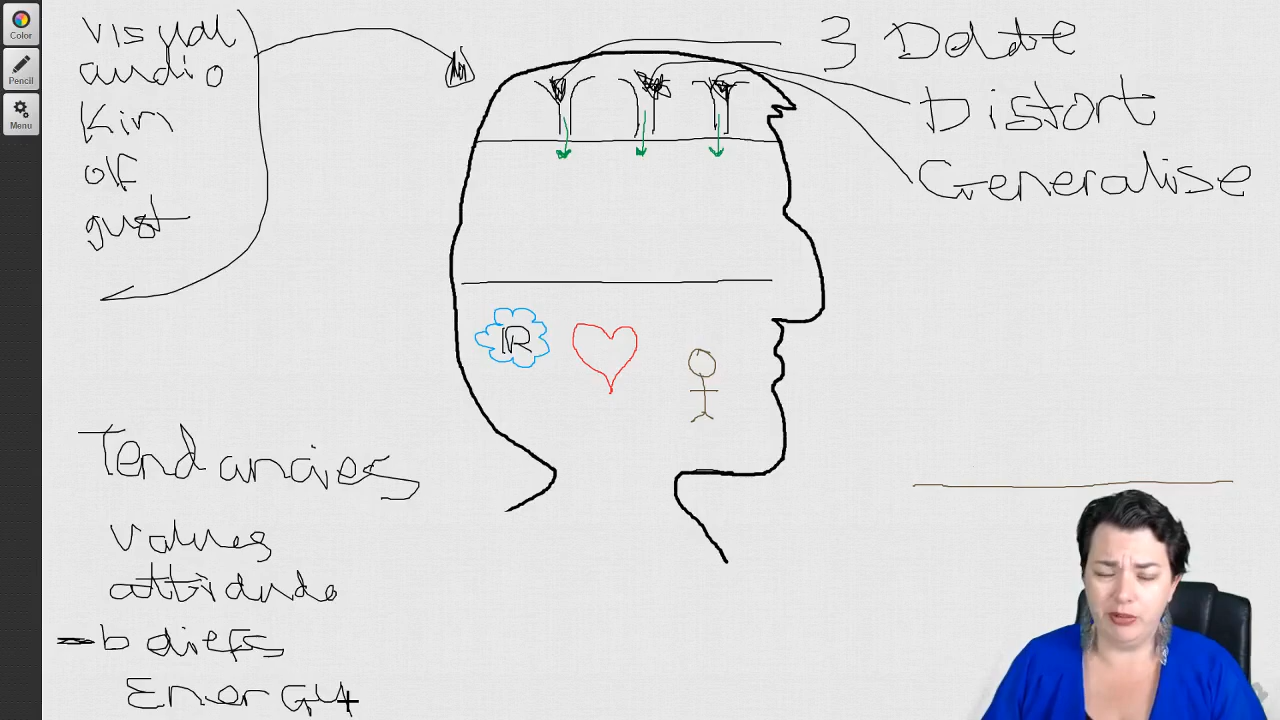 Color
Pencil
Menu
visual
audio
Kin
olf
gust
3 Delete
Distort
Generalise
IR
Tendancies
values
attitude
beliefs
Energy